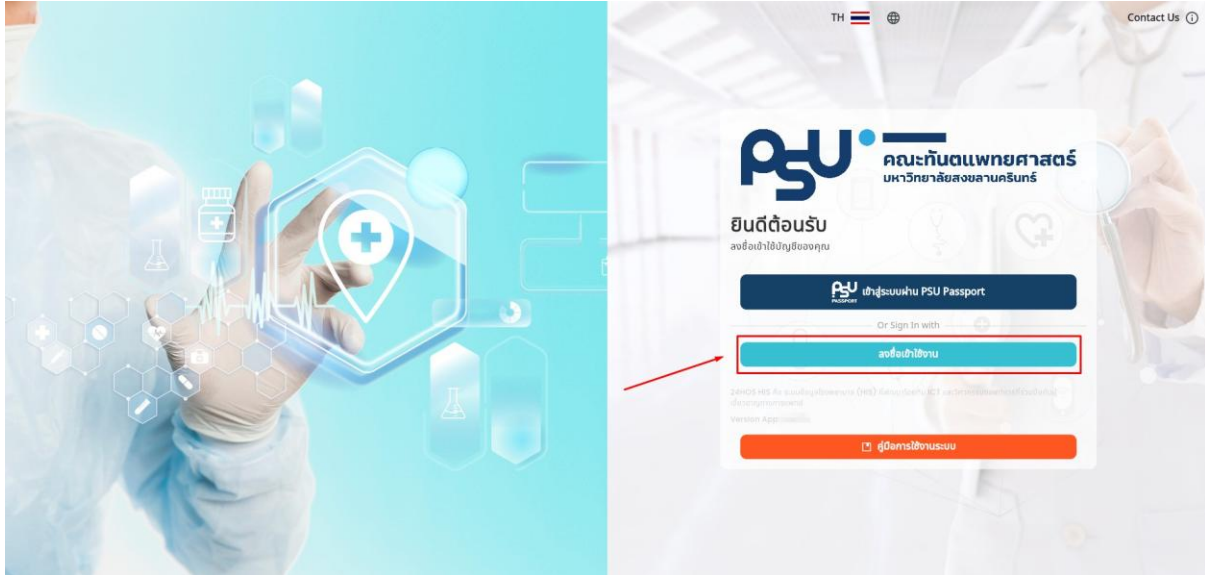 TH
Contact Us
PSU
คณะทันตแพทยศาสตร์
มหาวิทยาลัยสงขลานครินทร์
ยินดีต้อนรับ
ลงชื่อเข้าใช้บัญชีของคุณ
PSU PASSPORT เข้าสู่ระบบผ่าน PSU Passport
Or Sign In with
ลงชื่อเข้าใช้งาน
Version App
คู่มือการใช้งานระบบ